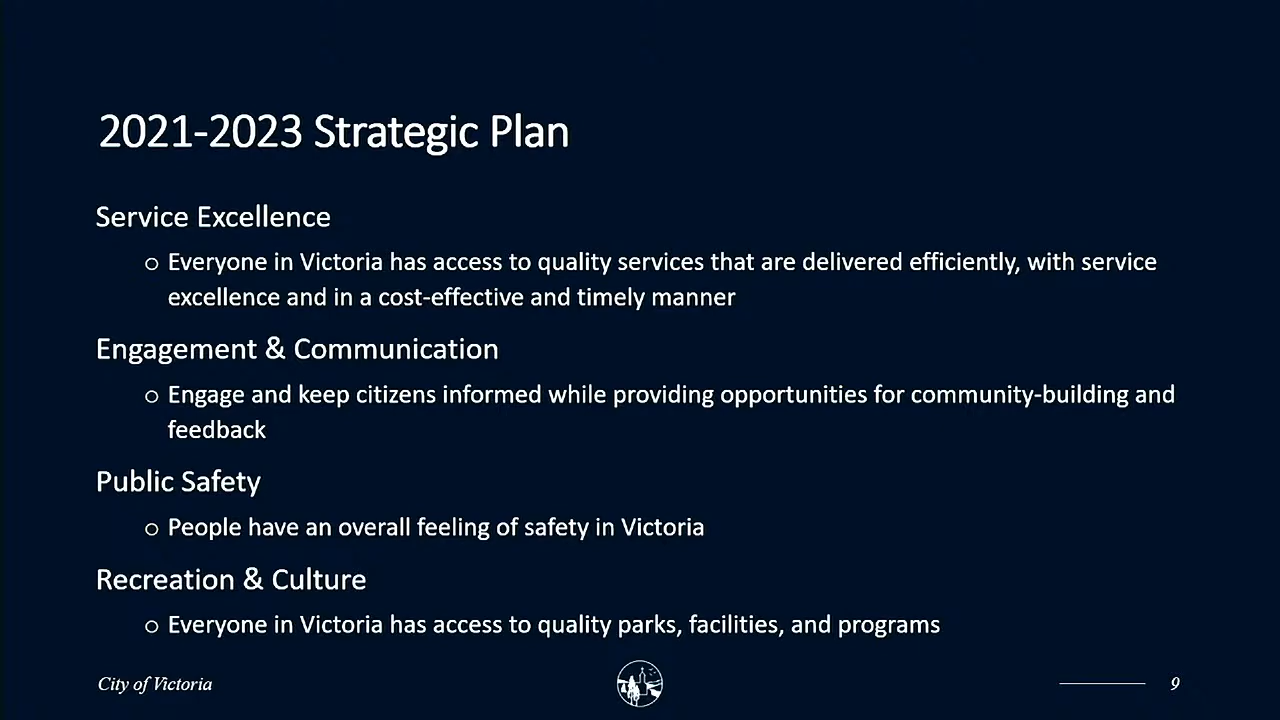 2021-2023 Strategic Plan
Service Excellence
o Everyone in Victoria has access to quality services that are delivered efficiently, with service
excellence and in a cost-effective and timely manner
Engagement & Communication
o Engage and keep citizens informed while providing opportunities for community-building and
feedback
Public Safety
o People have an overall feeling of safety in Victoria
Recreation & Culture
o Everyone in Victoria has access to quality parks, facilities, and programs
City of Victoria
9